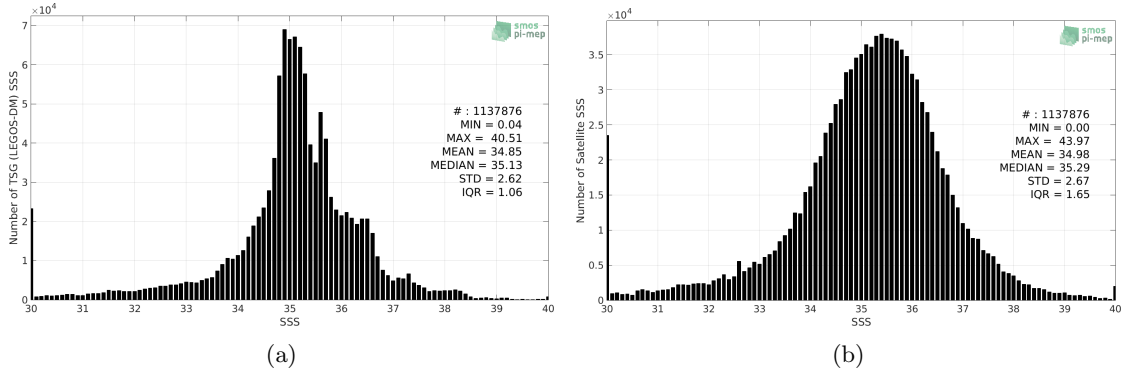 ×10⁴
7
6
5
4
3
2
1
0
Number of TSG (LEGOS-DM) SSS
smos
pi-mep
# : 1137876
MIN = 0.04
MAX = 40.51
MEAN = 34.85
MEDIAN = 35.13
STD = 2.62
IQR = 1.06
30 31 32 33 34 35 36 37 38 39 40
SSS
(a)
×10⁴
3.5
3
2.5
2
1.5
1
0.5
0
Number of Satellite SSS
smos
pi-mep
# : 1137876
MIN = 0.00
MAX = 43.97
MEAN = 34.98
MEDIAN = 35.29
STD = 2.67
IQR = 1.65
30 31 32 33 34 35 36 37 38 39 40
SSS
(b)